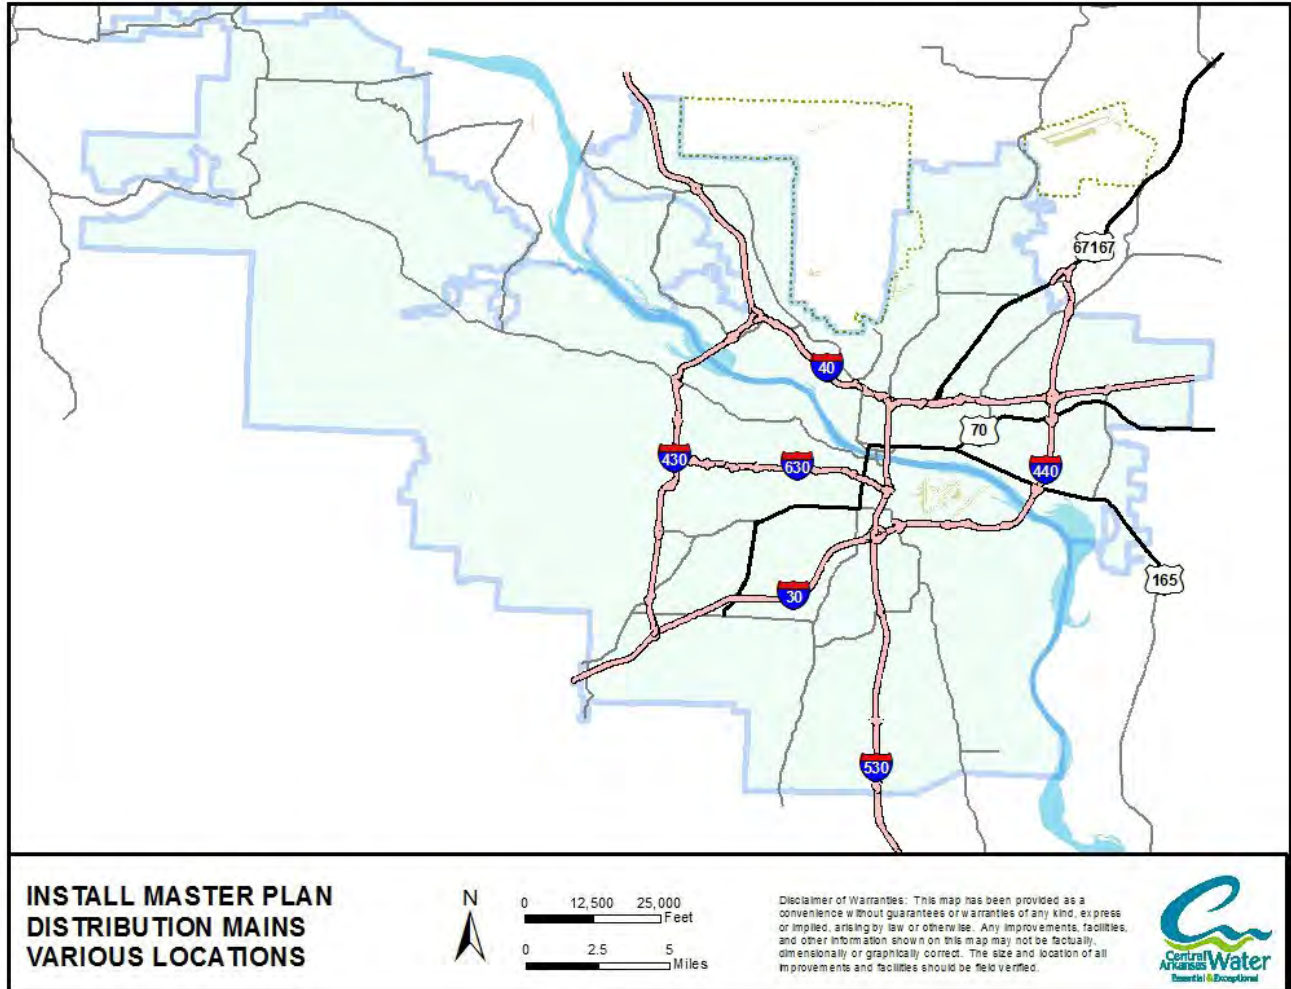 67167
40
70
430
630
440
30
165
530
INSTALL MASTER PLAN
DISTRIBUTION MAINS
VARIOUS LOCATIONS
N
0 12,500 25,000
Feet
0 2.5 5
Miles
Disclaimer of Warranties: This map has been provided as a
convenience without guarantees or warranties of any kind, express
or implied, arising by law or otherwise. Any improvements, facilities,
and other information shown on this map may not be factually,
dimensionally or graphically correct. The size and location of all
improvements and facilities should be field verified.
Central
Arkansas Water
Essential & Exceptional